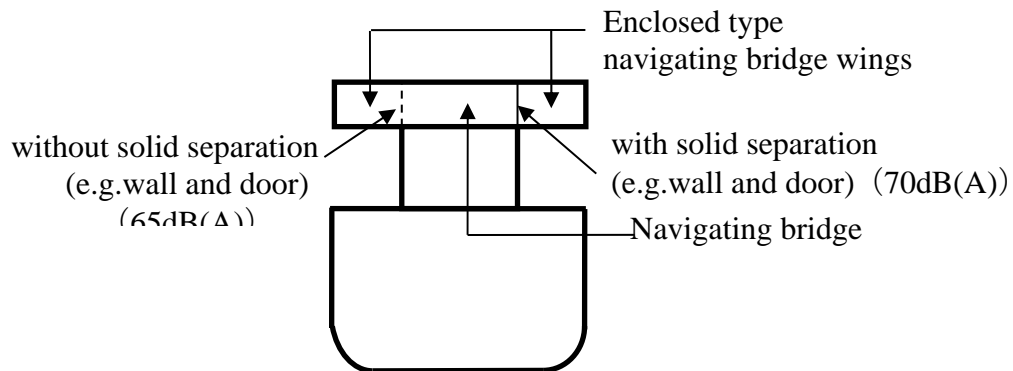 Enclosed type
navigating bridge wings
without solid separation
(e.g.wall and door)
（65dB(A)）
with solid separation
(e.g.wall and door)（70dB(A)）
Navigating bridge